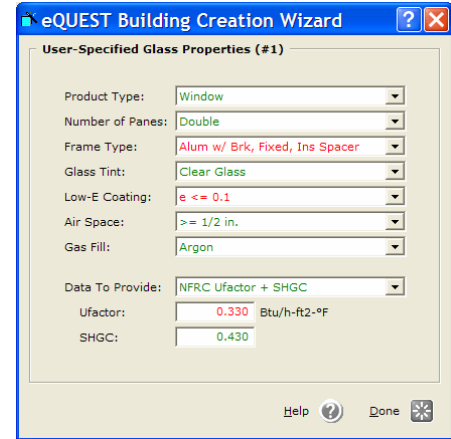 eQUEST Building Creation Wizard
User-Specified Glass Properties (#1)
Product Type: Window
Number of Panes: Double
Frame Type: Alum w/ Brk, Fixed, Ins Spacer
Glass Tint: Clear Glass
Low-E Coating: e <= 0.1
Air Space: >= 1/2 in.
Gas Fill: Argon
Data To Provide: NFRC Ufactor + SHGC
Ufactor: 0.330 Btu/h-ft2-°F
SHGC: 0.430
Help ? Done